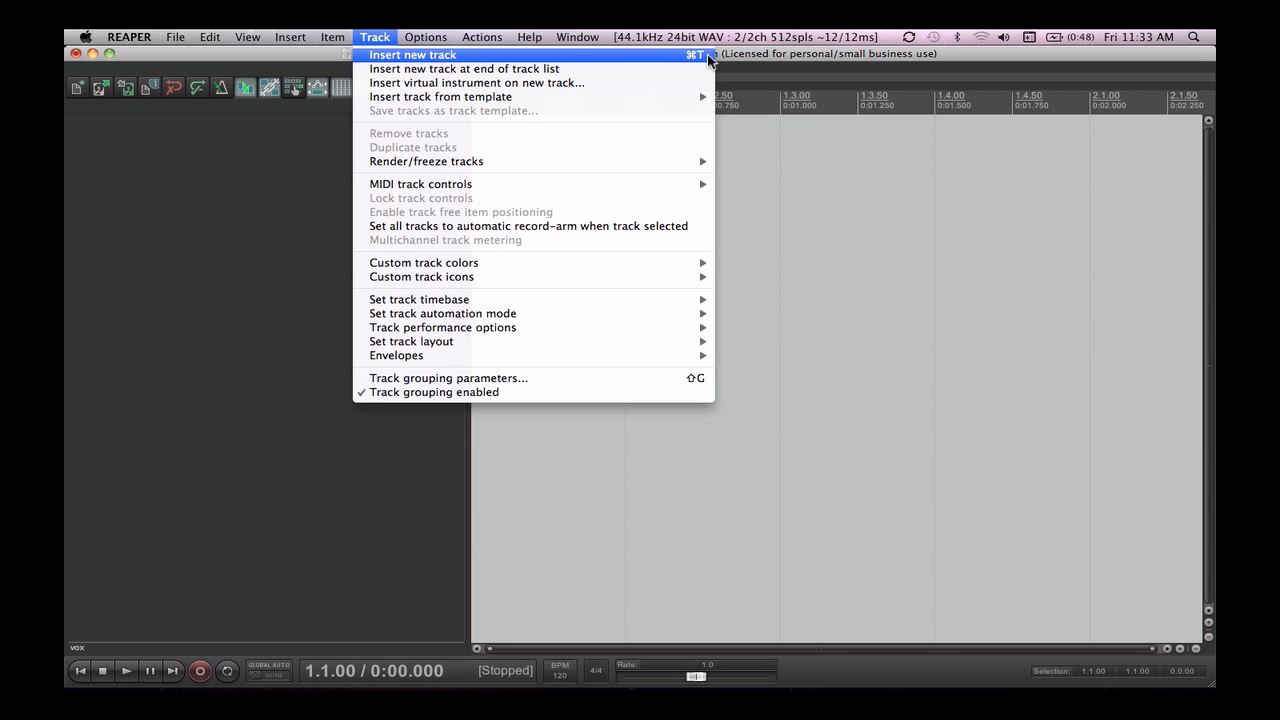 REAPER File Edit View Insert Item Track Options Actions Help Window [44.1kHz 24bit WAV : 2/2ch 512spls ~12/12ms] (0:48) Fri 11:33 AM
(Licensed for personal/small business use)
Insert new track ⌘T
Insert new track at end of track list
Insert virtual instrument on new track...
Insert track from template
Save tracks as track template...
Remove tracks
Duplicate tracks
Render/freeze tracks
MIDI track controls
Lock track controls
Enable track free item positioning
Set all tracks to automatic record-arm when track selected
Multichannel track metering
Custom track colors
Custom track icons
Set track timebase
Set track automation mode
Track performance options
Set track layout
Envelopes
Track grouping parameters... ⇧G
✓ Track grouping enabled
2.50 1.3.00 1.3.50 1.4.00 1.4.50 2.1.00 2.1.50
00.750 0:01.000 0:01.250 0:01.500 0:01.750 0:02.000 0:02.250
vox
GLOBAL AUTO
NONE
1.1.00 / 0:00.000 [Stopped]
BPM
120
4/4
Rate: 1.0
Selection: 1.1.00 1.1.00 0.0.00